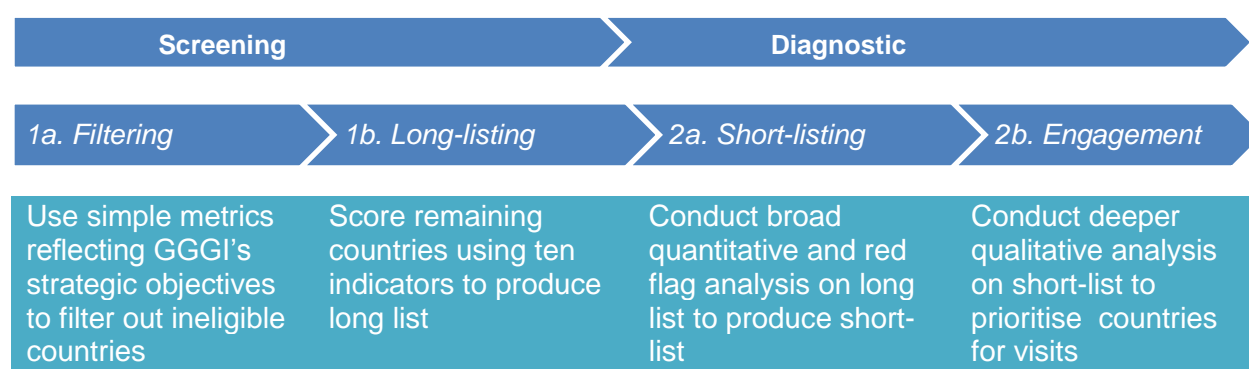 Screening
Diagnostic
1a. Filtering
1b. Long-listing
2a. Short-listing
2b. Engagement
Use simple metrics
reflecting GGGI's
strategic objectives
to filter out ineligible
countries
Score remaining
countries using ten
indicators to produce
long list
Conduct broad
quantitative and red
flag analysis on long
list to produce short-
list
Conduct deeper
qualitative analysis
on short-list to
prioritise countries
for visits